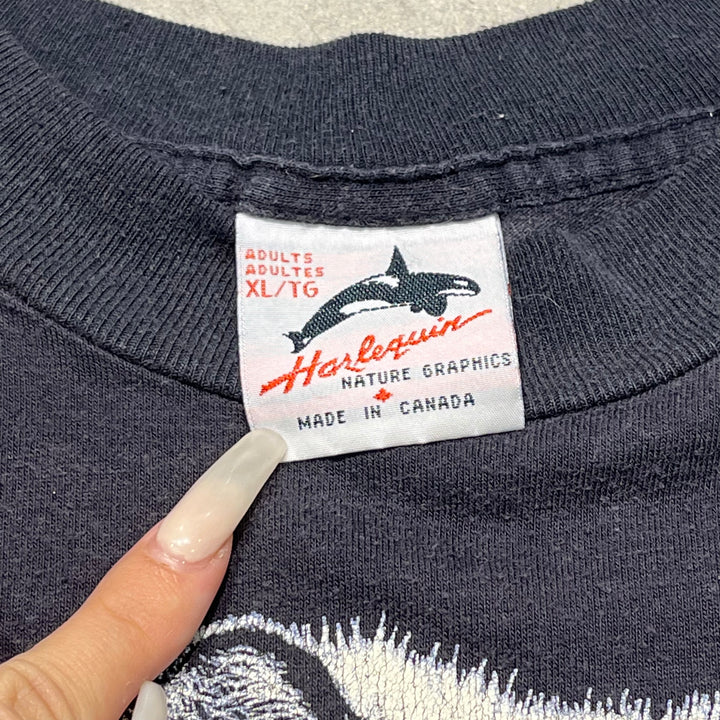 ADULTS
ADULTES
XL/TG
Harlequin
NATURE GRAPHICS
MADE IN CANADA